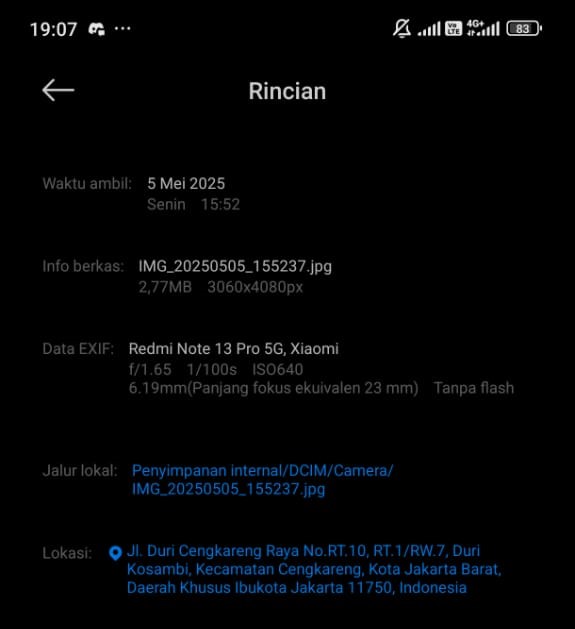 19:07 ... Vo LTE 4G+ 83
Rincian
Waktu ambil: 5 Mei 2025
Senin 15:52
Info berkas: IMG_20250505_155237.jpg
2,77MB 3060x4080px
Data EXIF: Redmi Note 13 Pro 5G, Xiaomi
f/1.65 1/100s ISO640
6.19mm(Panjang fokus ekuivalen 23 mm) Tanpa flash
Jalur lokal: Penyimpanan internal/DCIM/Camera/
IMG_20250505_155237.jpg
Lokasi: Jl. Duri Cengkareng Raya No.RT.10, RT.1/RW.7, Duri
Kosambi, Kecamatan Cengkareng, Kota Jakarta Barat,
Daerah Khusus Ibukota Jakarta 11750, Indonesia